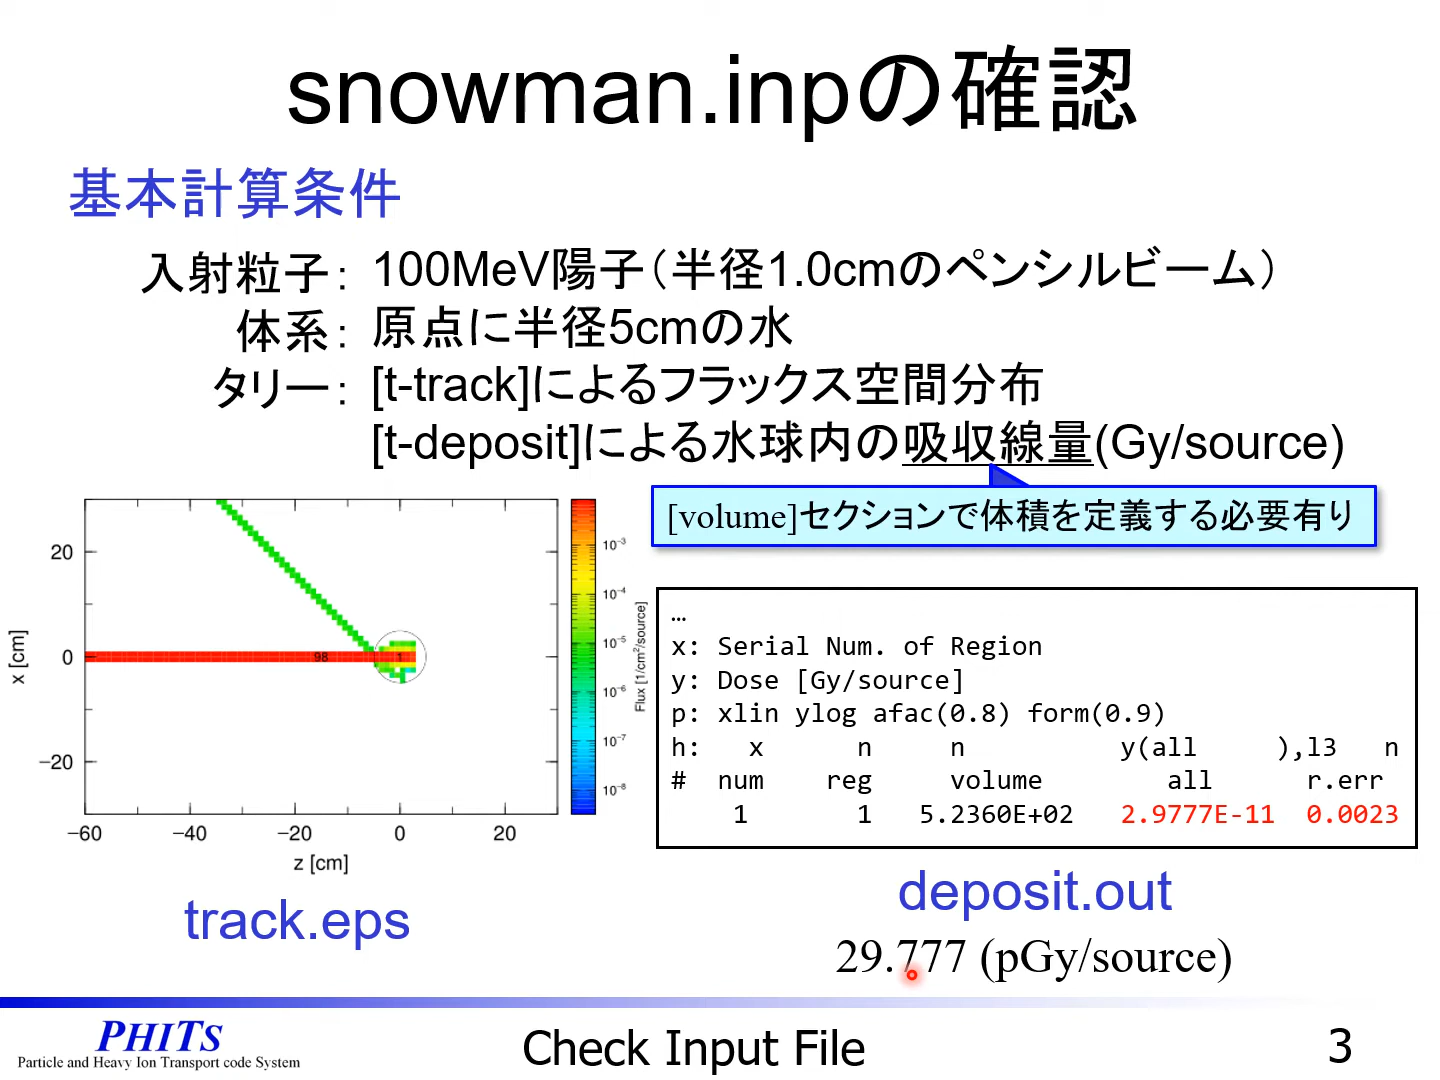 snowman.inpの確認
基本計算条件
入射粒子： 100MeV陽子（半径1.0cmのペンシルビーム）
体系： 原点に半径5cmの水
タリー： [t-track]によるフラックス空間分布
[t-deposit]による水球内の吸収線量(Gy/source)
[volume]セクションで体積を定義する必要有り
20
0
−20
x [cm]
98
1
−60 −40 −20 0 20
z [cm]
10⁻³
10⁻⁴
10⁻⁵
10⁻⁶
10⁻⁷
10⁻⁸
Flux [1/cm²/source]
track.eps
…
x: Serial Num. of Region
y: Dose [Gy/source]
p: xlin ylog afac(0.8) form(0.9)
h: x n n y(all ),l3 n
# num reg volume all r.err
1 1 5.2360E+02 2.9777E-11 0.0023
deposit.out
29.777 (pGy/source)
PHITS
Particle and Heavy Ion Transport code System
Check Input File
3